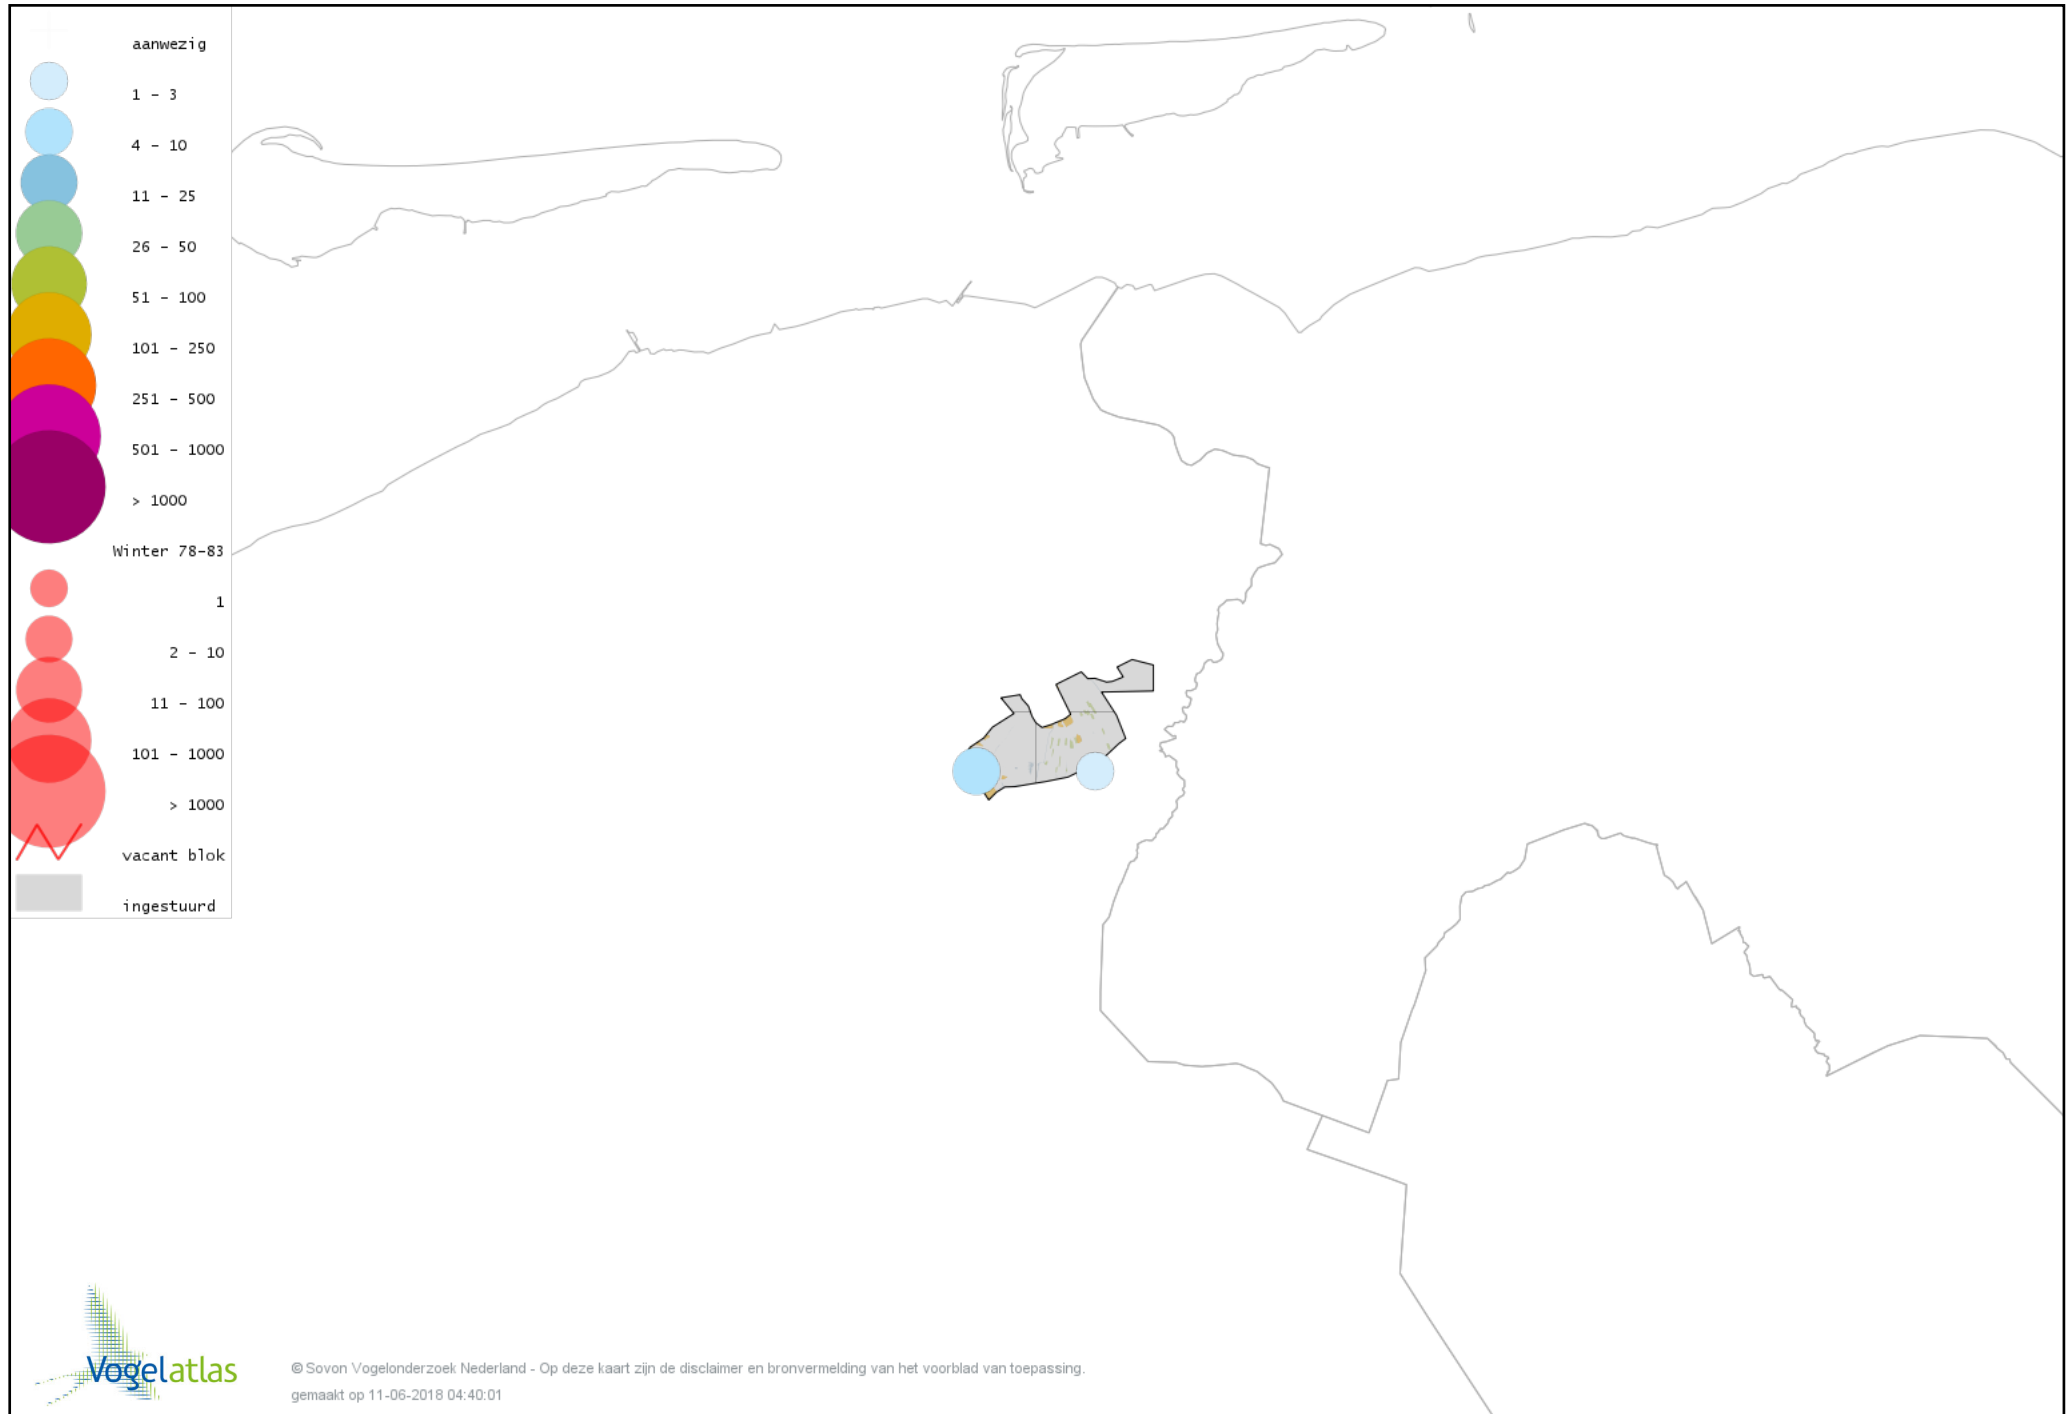 aanwezig
1 - 3
4 - 10
11 - 25
26 - 50
51 - 100
101 - 250
251 - 500
501 - 1000
> 1000
Winter 78-83
1
2 - 10
11 - 100
101 - 1000
> 1000
vacant blok
ingestuurd
Vogelatlas
© Sovon Vogelonderzoek Nederland - Op deze kaart zijn de disclaimer en bronvermelding van het voorblad van toepassing.
gemaakt op 11-06-2018 04:40:01